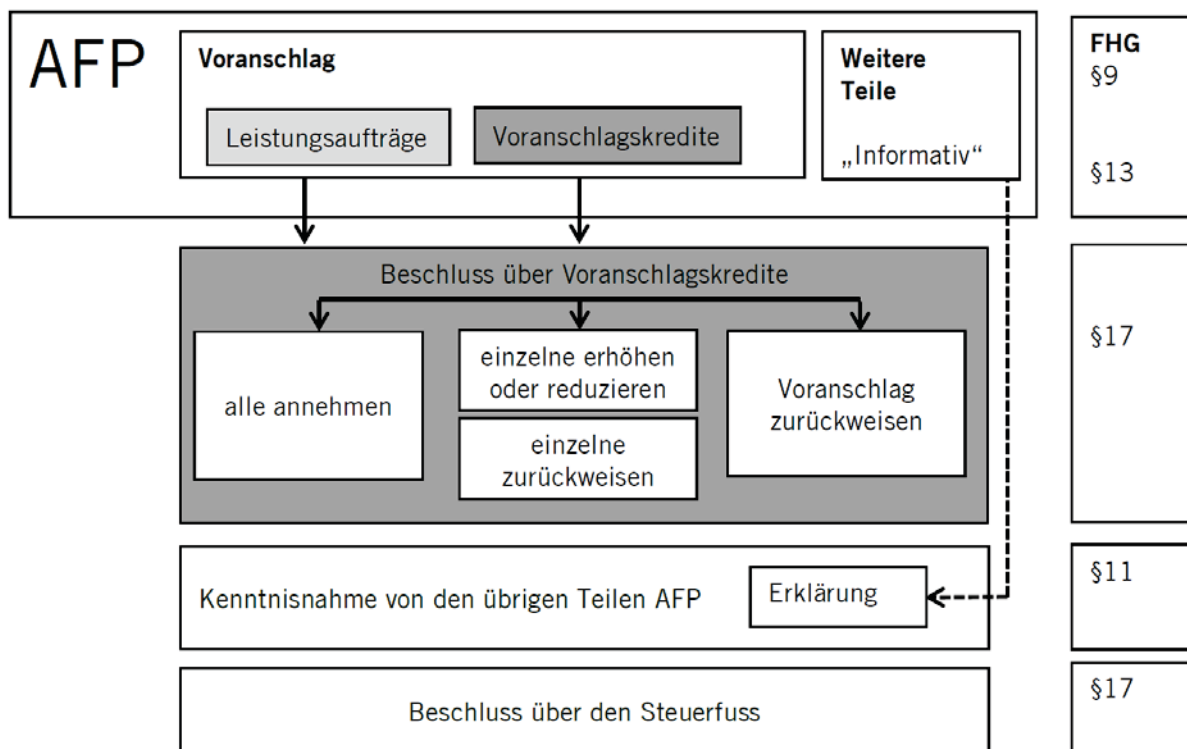 AFP
Voranschlag
Leistungsaufträge
Voranschlagskredite
Weitere
Teile
„Informativ“
FHG
§9
§13
Beschluss über Voranschlagskredite
alle annehmen
einzelne erhöhen
oder reduzieren
einzelne
zurückweisen
Voranschlag
zurückweisen
§17
Kenntnisnahme von den übrigen Teilen AFP
Erklärung
§11
Beschluss über den Steuerfuss
§17